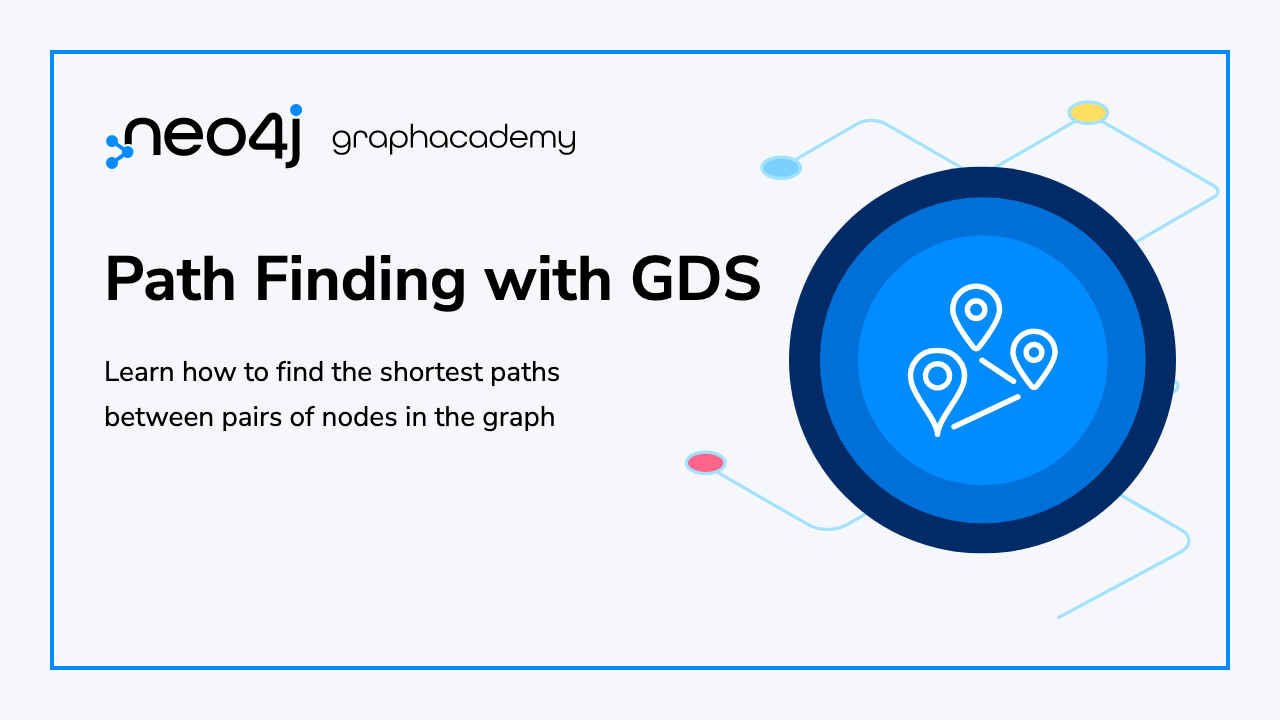 neo4j graphacademy
Path Finding with GDS
Learn how to find the shortest paths
between pairs of nodes in the graph